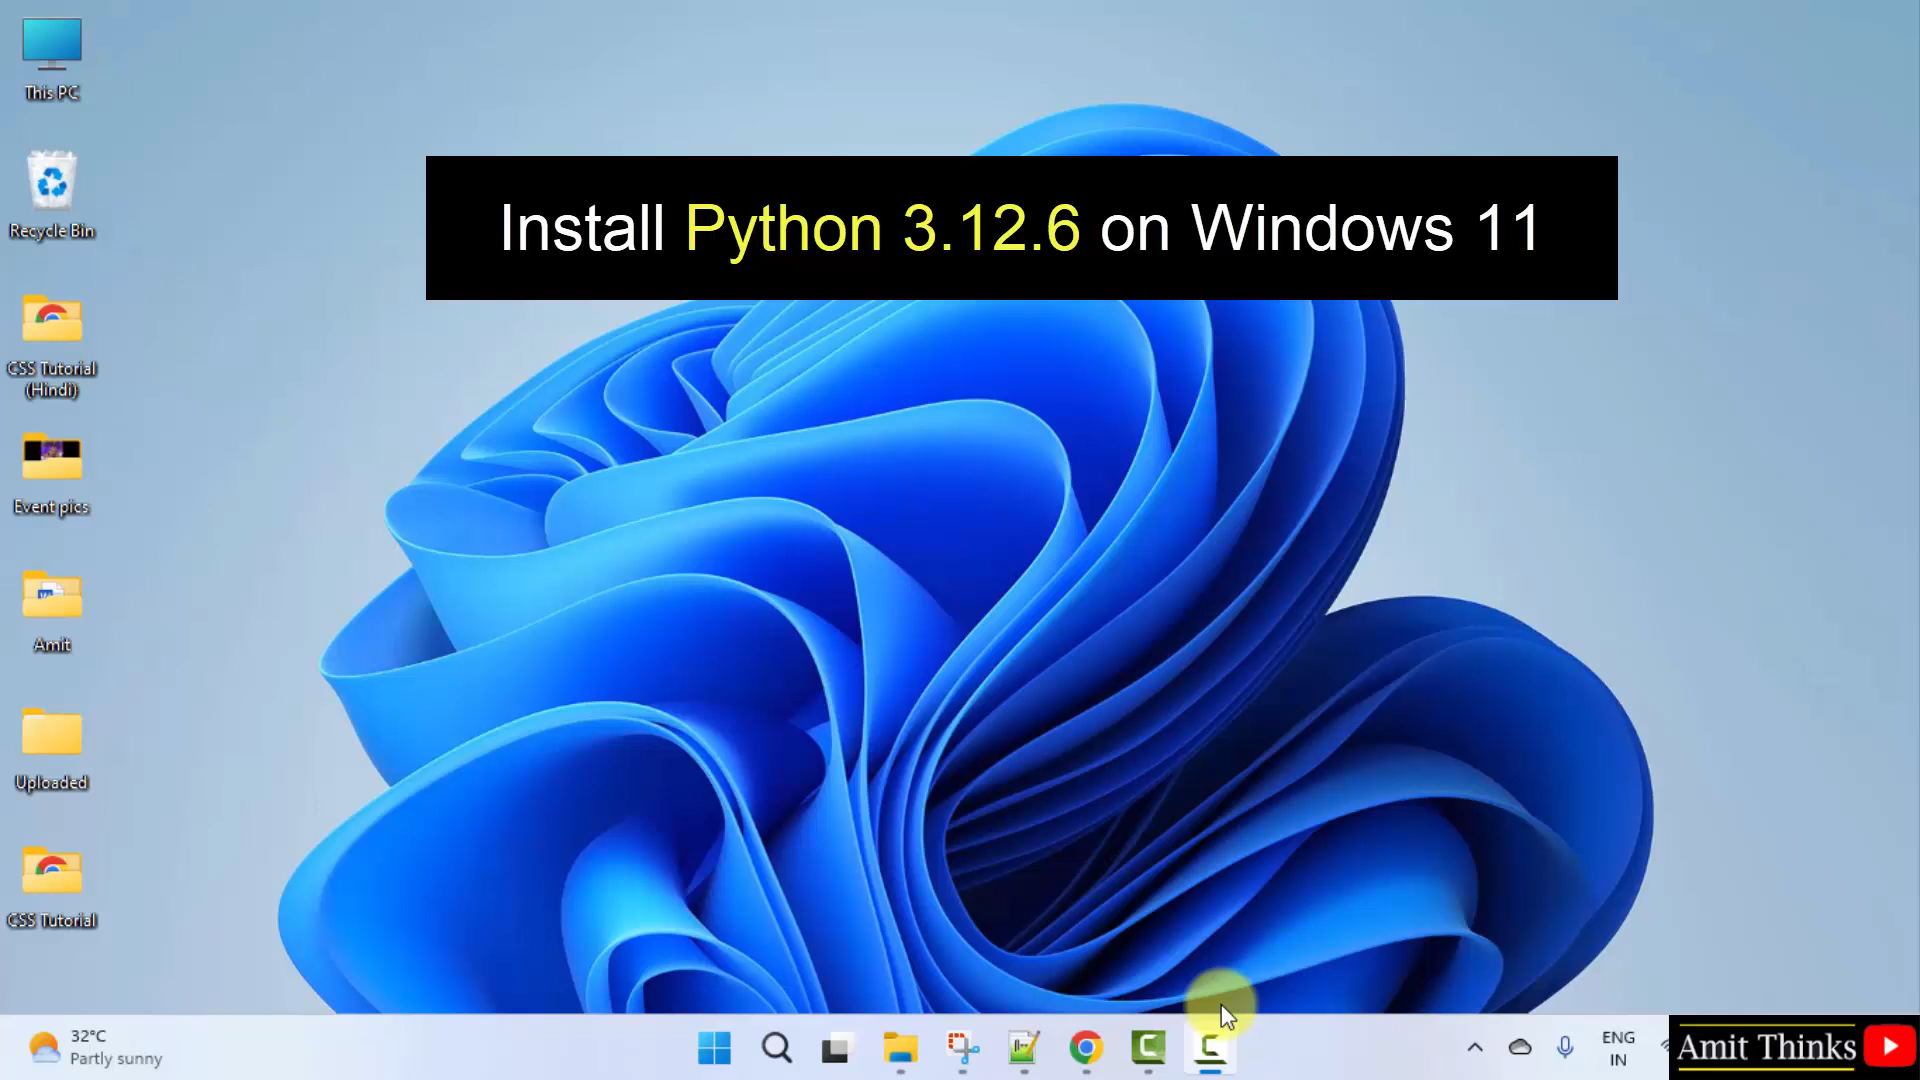 This PC
Install Python 3.12.6 on Windows 11
Recycle Bin
CSS Tutorial
(Hindi)
Event pics
Amit
Uploaded
CSS Tutorial
32°C
Partly sunny
ENG
IN
Amit Thinks